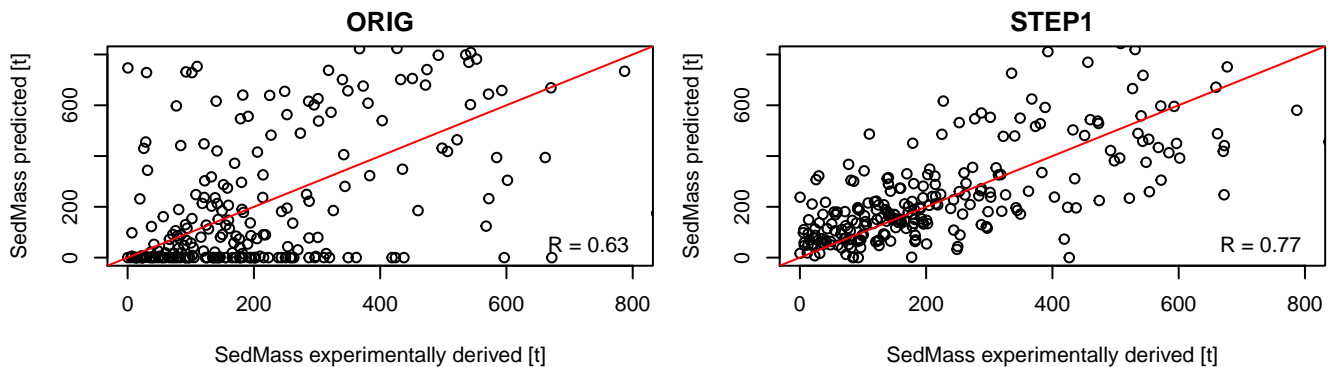 ORIG
SedMass predicted [t]
0
200
600
R = 0.63
0
200
400
600
800
SedMass experimentally derived [t]
STEP1
SedMass predicted [t]
0
200
600
R = 0.77
0
200
400
600
800
SedMass experimentally derived [t]